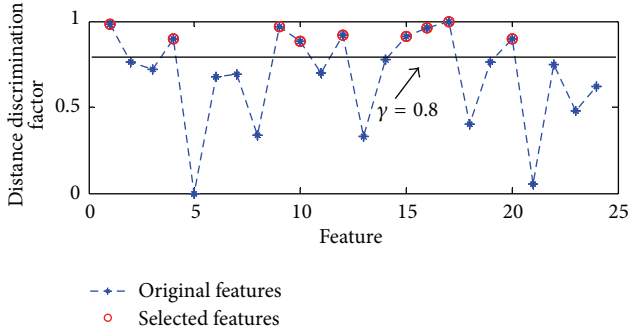 Distance discrimination
factor
1
0.5
0
γ = 0.8
0 5 10 15 20 25
Feature
Original features
Selected features